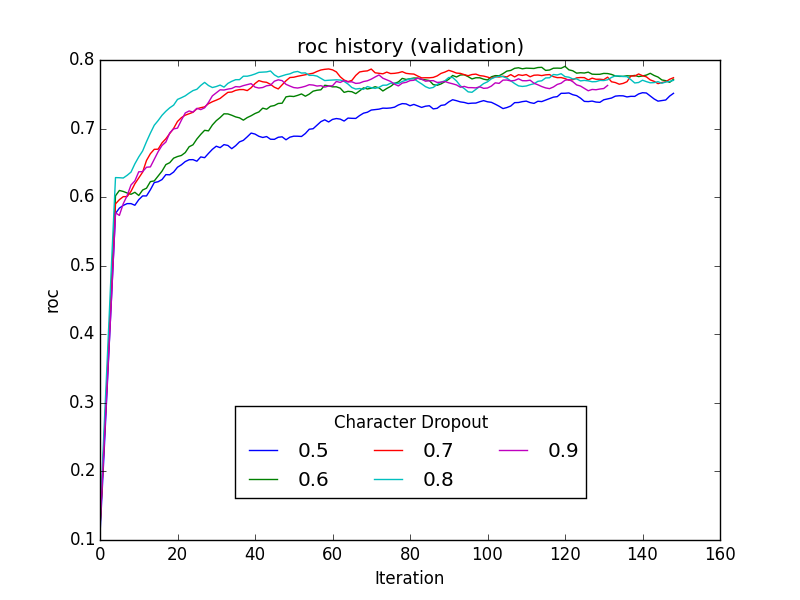 roc history (validation)
0.8
0.7
0.6
0.5
0.4
0.3
0.2
0.1
roc
Character Dropout
0.5 0.7 0.9
0.6 0.8
0 20 40 60 80 100 120 140 160
Iteration